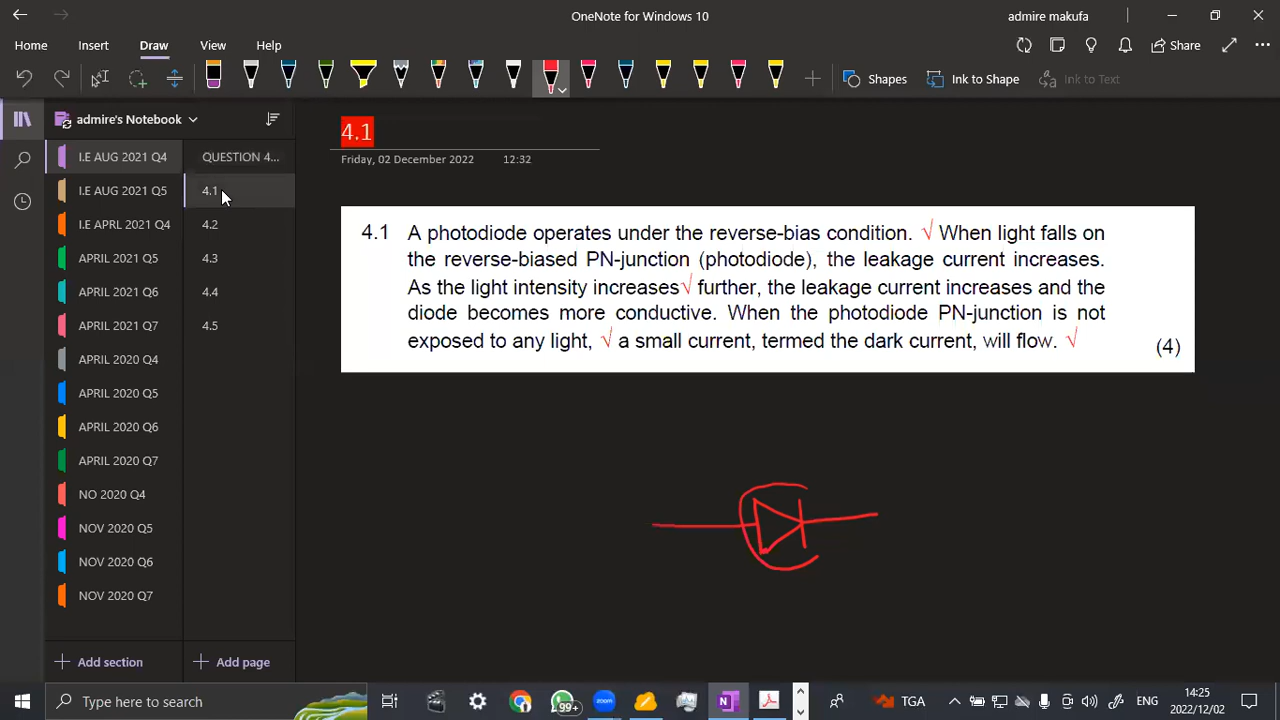 OneNote for Windows 10
admire makufa
Home
Insert
Draw
View
Help
Share
Shapes
Ink to Shape
Ink to Text
admire's Notebook
I.E AUG 2021 Q4
I.E AUG 2021 Q5
I.E APRL 2021 Q4
APRIL 2021 Q5
APRIL 2021 Q6
APRIL 2021 Q7
APRIL 2020 Q4
APRIL 2020 Q5
APRIL 2020 Q6
APRIL 2020 Q7
NO 2020 Q4
NOV 2020 Q5
NOV 2020 Q6
NOV 2020 Q7
Add section
QUESTION 4...
4.1
4.2
4.3
4.4
4.5
Add page
4.1
Friday, 02 December 2022 12:32
4.1 A photodiode operates under the reverse-bias condition. √ When light falls on
the reverse-biased PN-junction (photodiode), the leakage current increases.
As the light intensity increases√ further, the leakage current increases and the
diode becomes more conductive. When the photodiode PN-junction is not
exposed to any light, √ a small current, termed the dark current, will flow. √
(4)
Type here to search
99+
zoom
TGA
ENG
14:25
2022/12/02